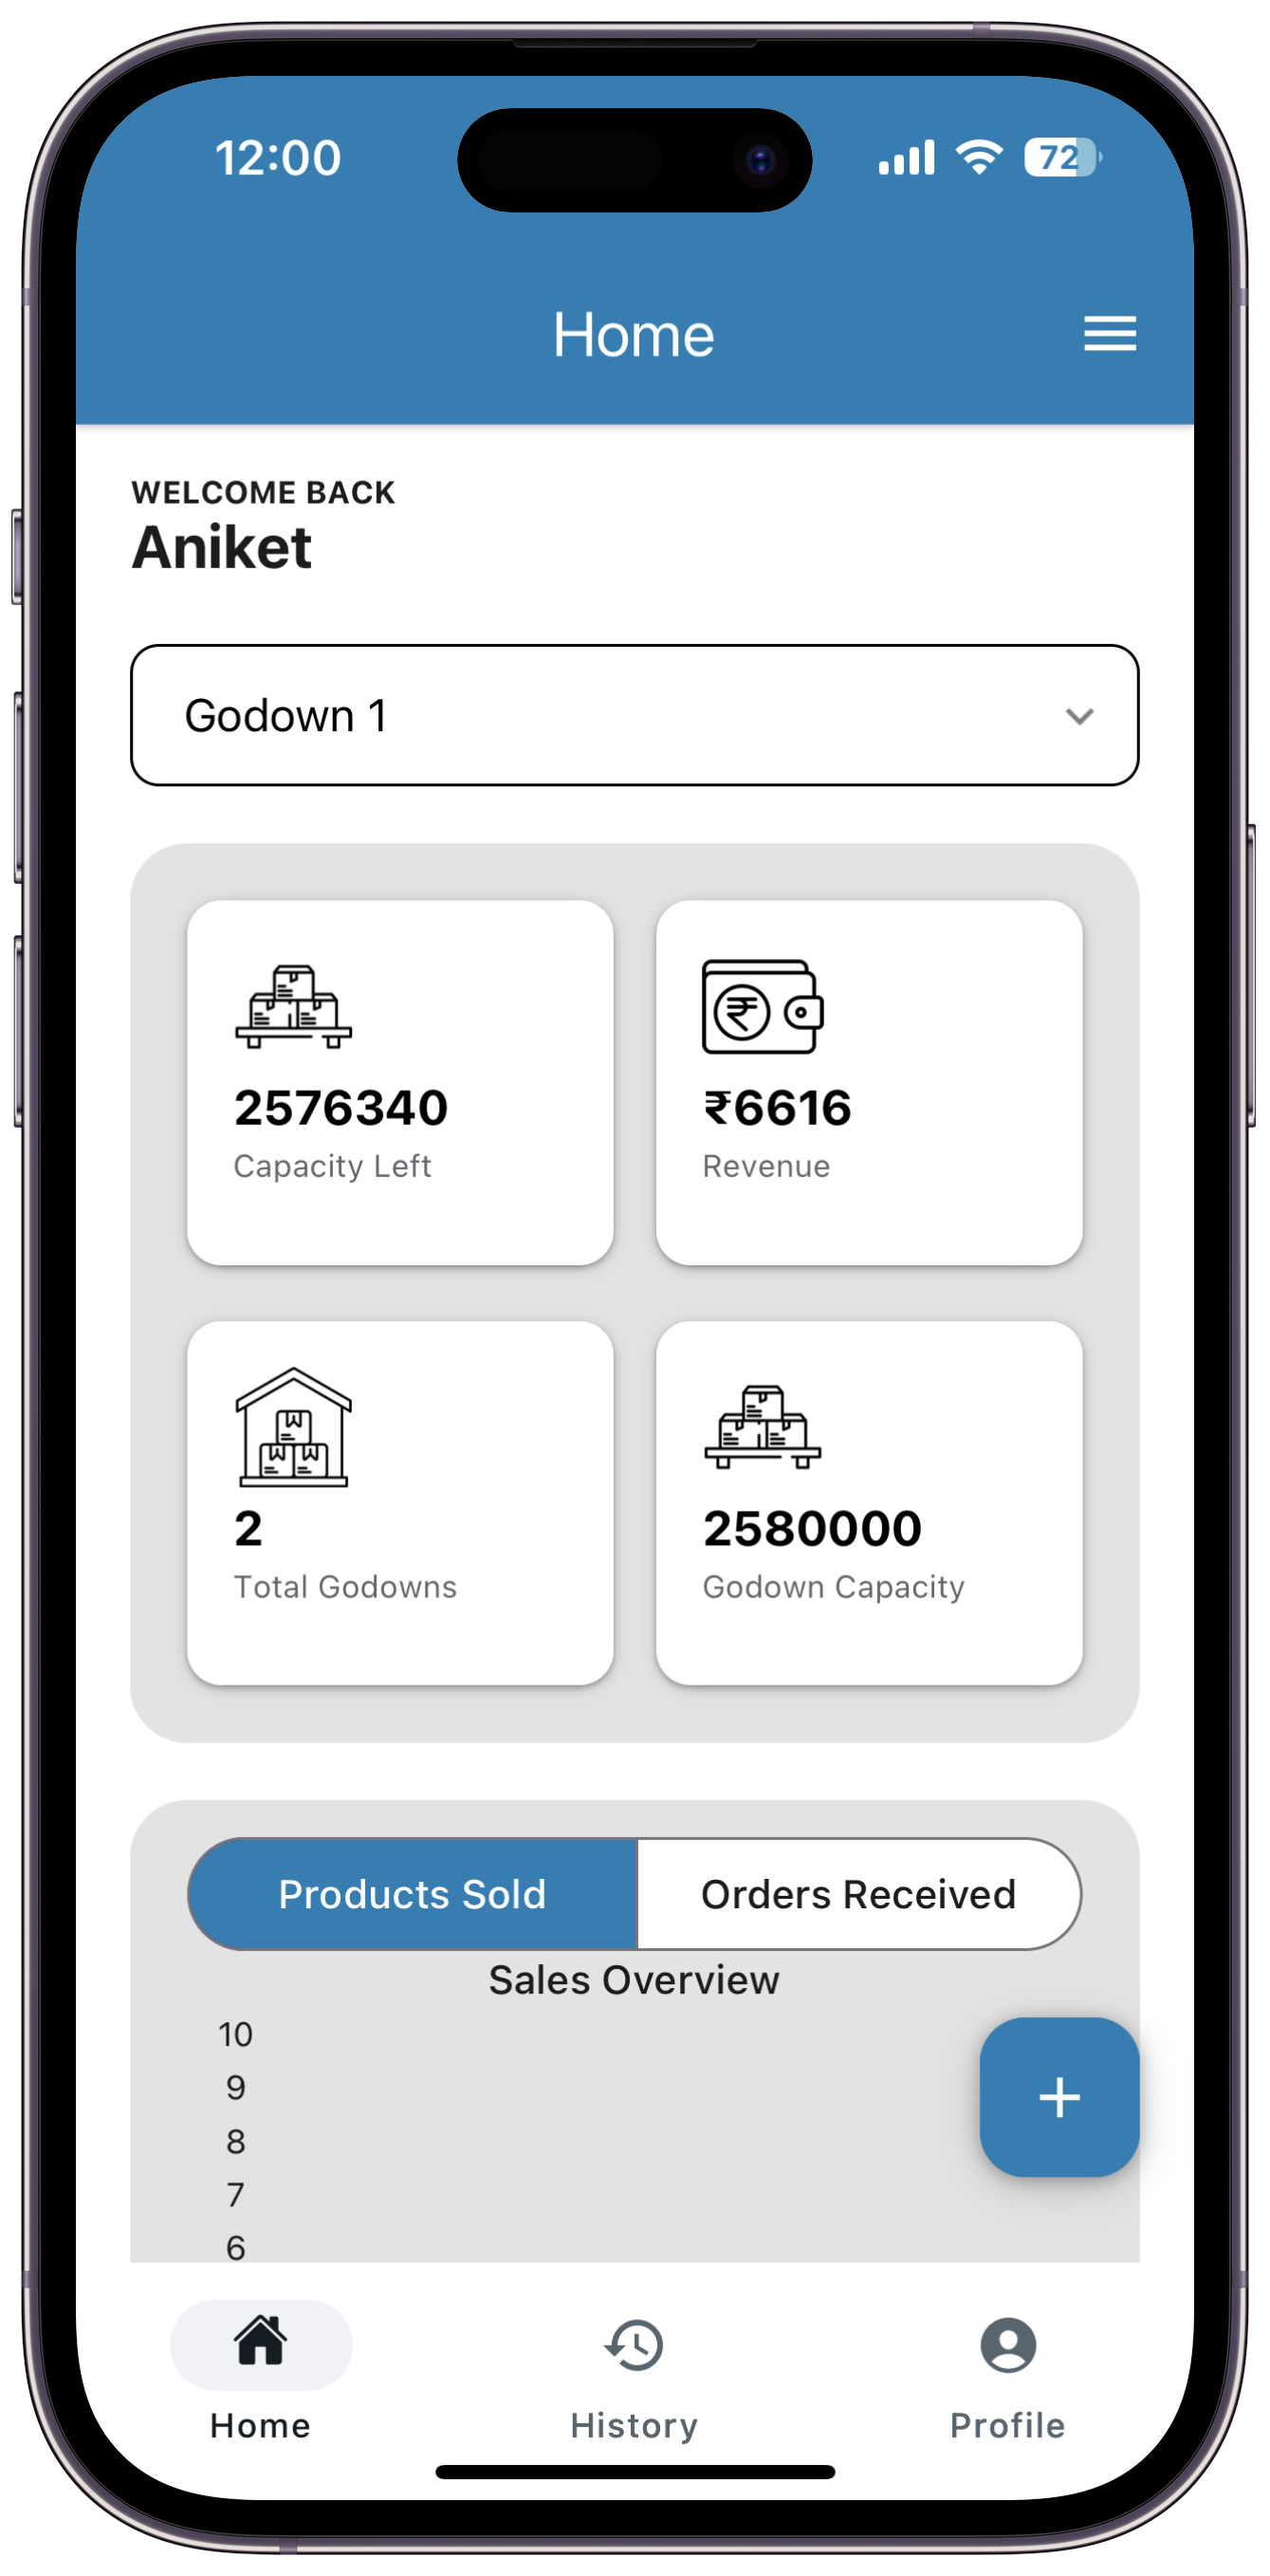 12:00
72
Home
WELCOME BACK
Aniket
Godown 1
2576340
Capacity Left
₹6616
Revenue
2
Total Godowns
2580000
Godown Capacity
Products Sold
Orders Received
Sales Overview
10
9
8
7
6
+
Home
History
Profile